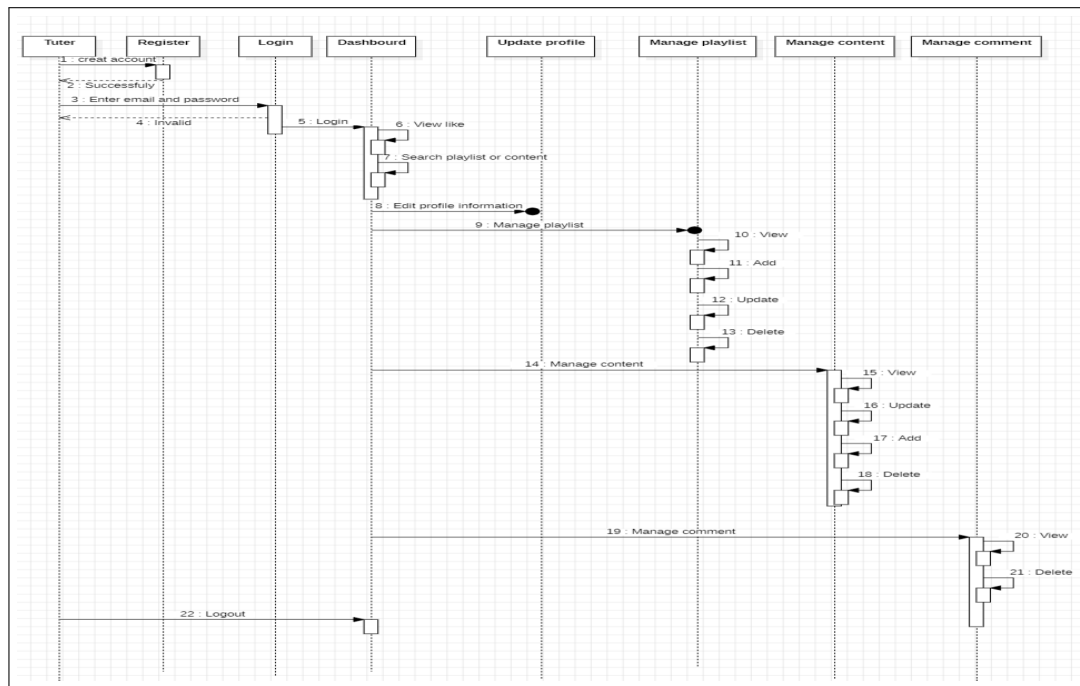 Tuter
Register
Login
Dashbourd
Update profile
Manage playlist
Manage content
Manage comment
1 : creat account
2 : Successfuly
3 : Enter email and password
4 : Invalid
5 : Login
6 : View like
7 : Search playlist or content
8 : Edit profile information
9 : Manage playlist
10 : View
11 : Add
12 : Update
13 : Delete
14 : Manage content
15 : View
16 : Update
17 : Add
18 : Delete
19 : Manage comment
20 : View
21 : Delete
22 : Logout